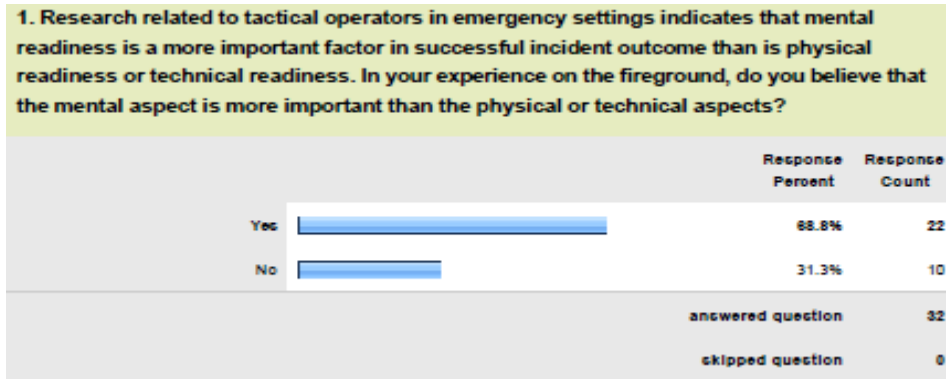 1. Research related to tactical operators in emergency settings indicates that mental
readiness is a more important factor in successful incident outcome than is physical
readiness or technical readiness. In your experience on the fireground, do you believe that
the mental aspect is more important than the physical or technical aspects?
Response Response
Percent Count
Yes 68.8% 22
No 31.3% 10
answered question 32
skipped question 0